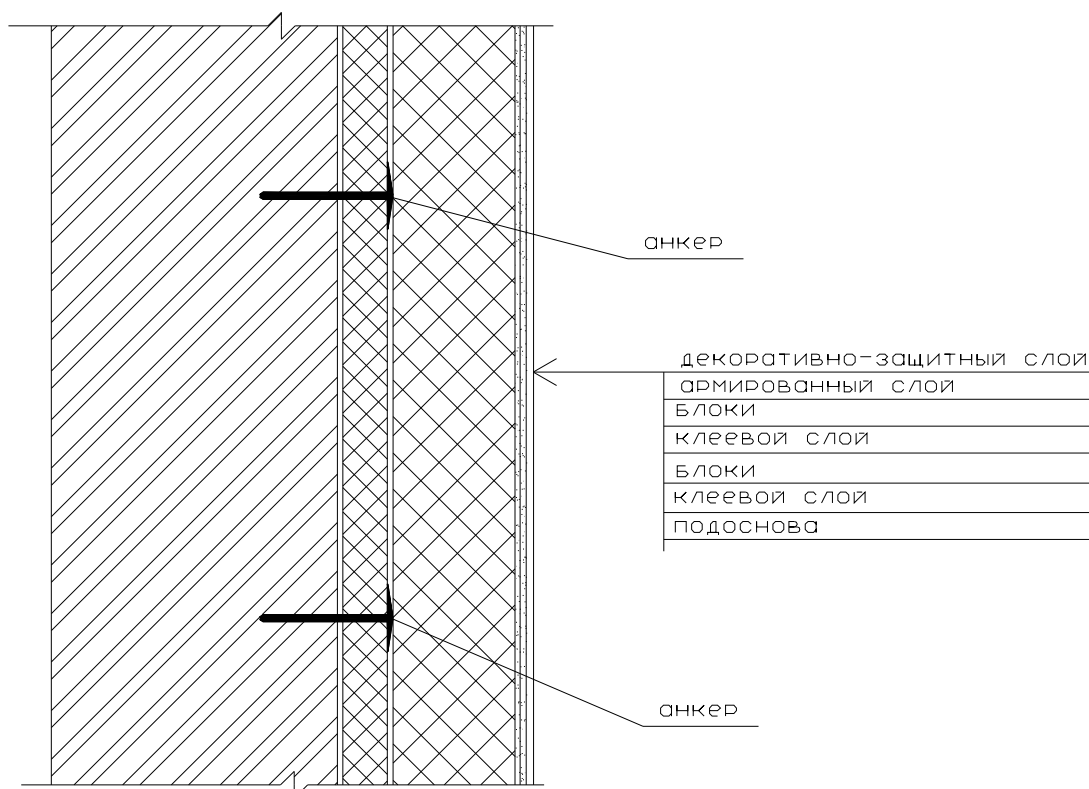 анкер
декоративно-защитный слой
армированный слой
блоки
клеевой слой
блоки
клеевой слой
подоснова
анкер